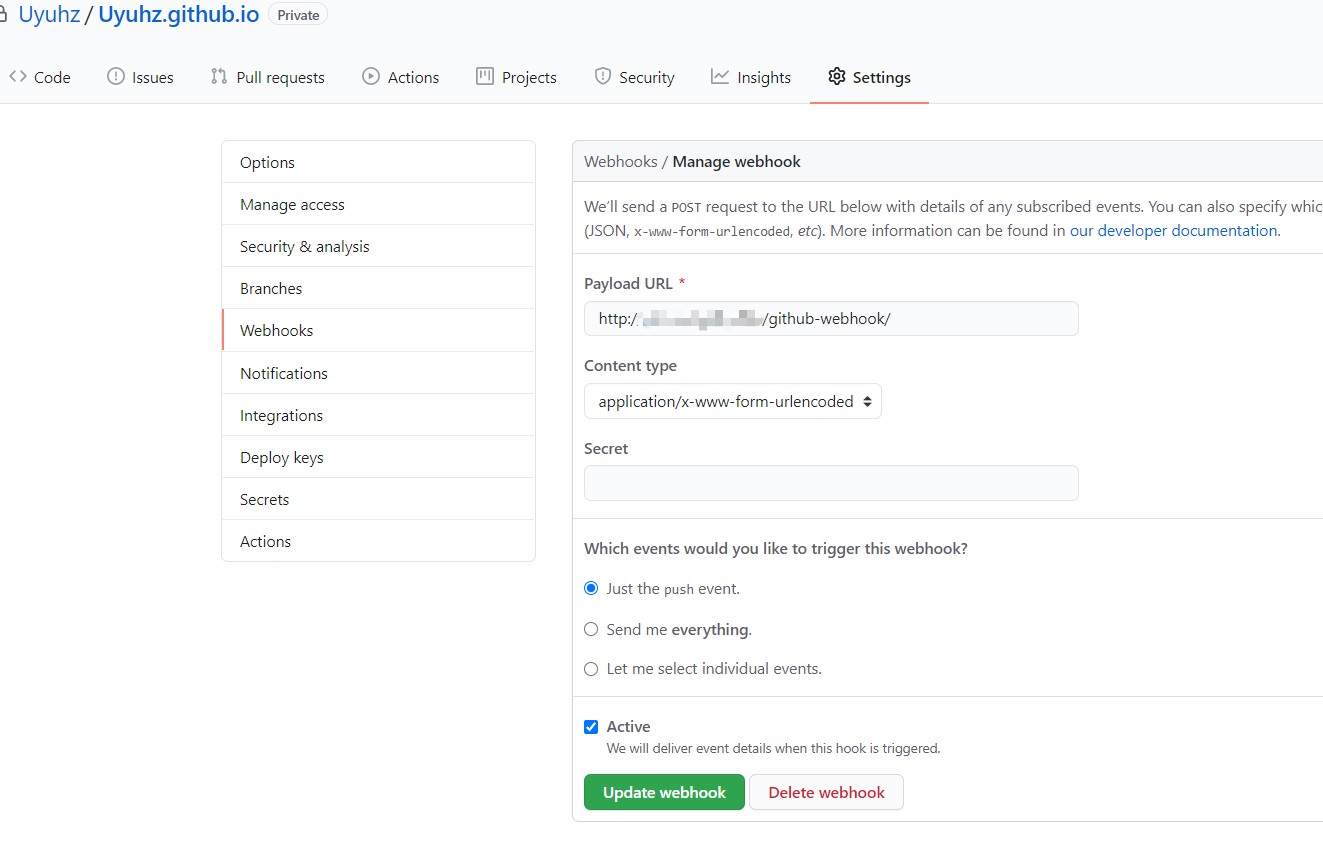 Uyuhz / Uyuhz.github.io Private
Code Issues Pull requests Actions Projects Security Insights Settings
Options
Manage access
Security & analysis
Branches
Webhooks
Notifications
Integrations
Deploy keys
Secrets
Actions
Webhooks / Manage webhook
We'll send a POST request to the URL below with details of any subscribed events. You can also specify
(JSON, x-www-form-urlencoded, etc). More information can be found in our developer documentation.
Payload URL *
http:/ /github-webhook/
Content type
application/x-www-form-urlencoded
Secret
Which events would you like to trigger this webhook?
Just the push event.
Send me everything.
Let me select individual events.
Active
We will deliver event details when this hook is triggered.
Update webhook Delete webhook